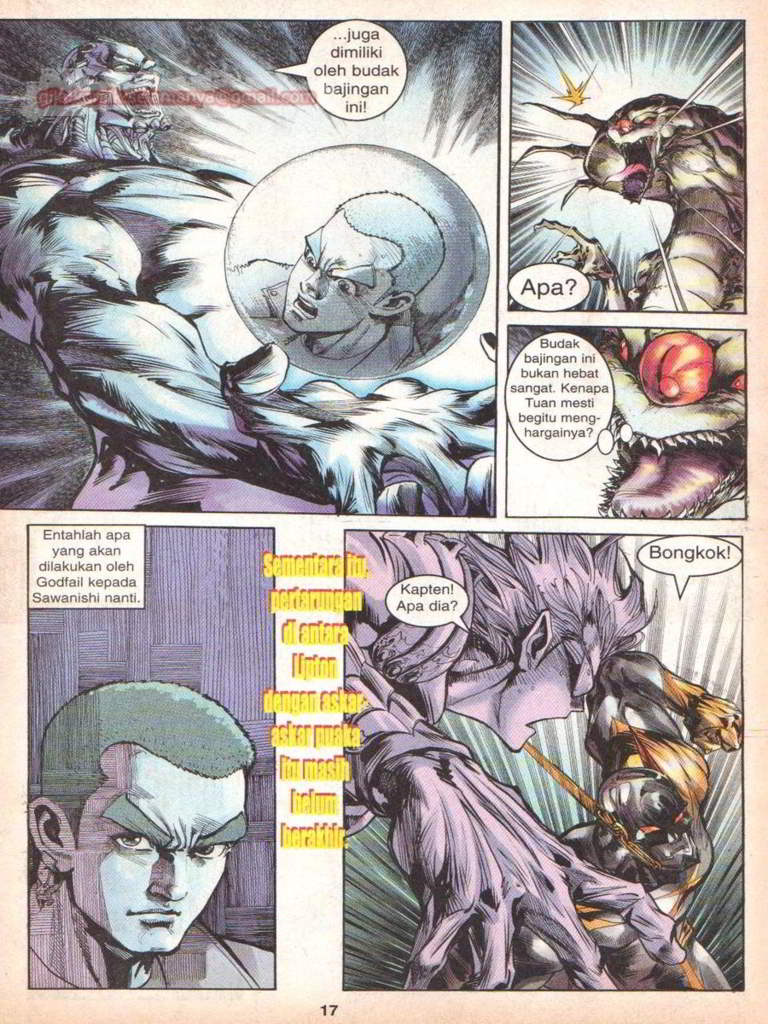 ...juga
dimiliki
oleh budak
bajingan
ini!
Apa?
Budak
bajingan ini
bukan hebat
sangat. Kenapa
Tuan mesti
begitu meng-
hargainya?
Entahlah apa
yang akan
dilakukan oleh
Godfail kepada
Sawanishi nanti.
Sementara itu,
pertarungan
di antara
Lipton
dengan askar-
askar puaka
itu masih
belum
berakhir.
Kapten!
Apa dia?
Bongkok!
17